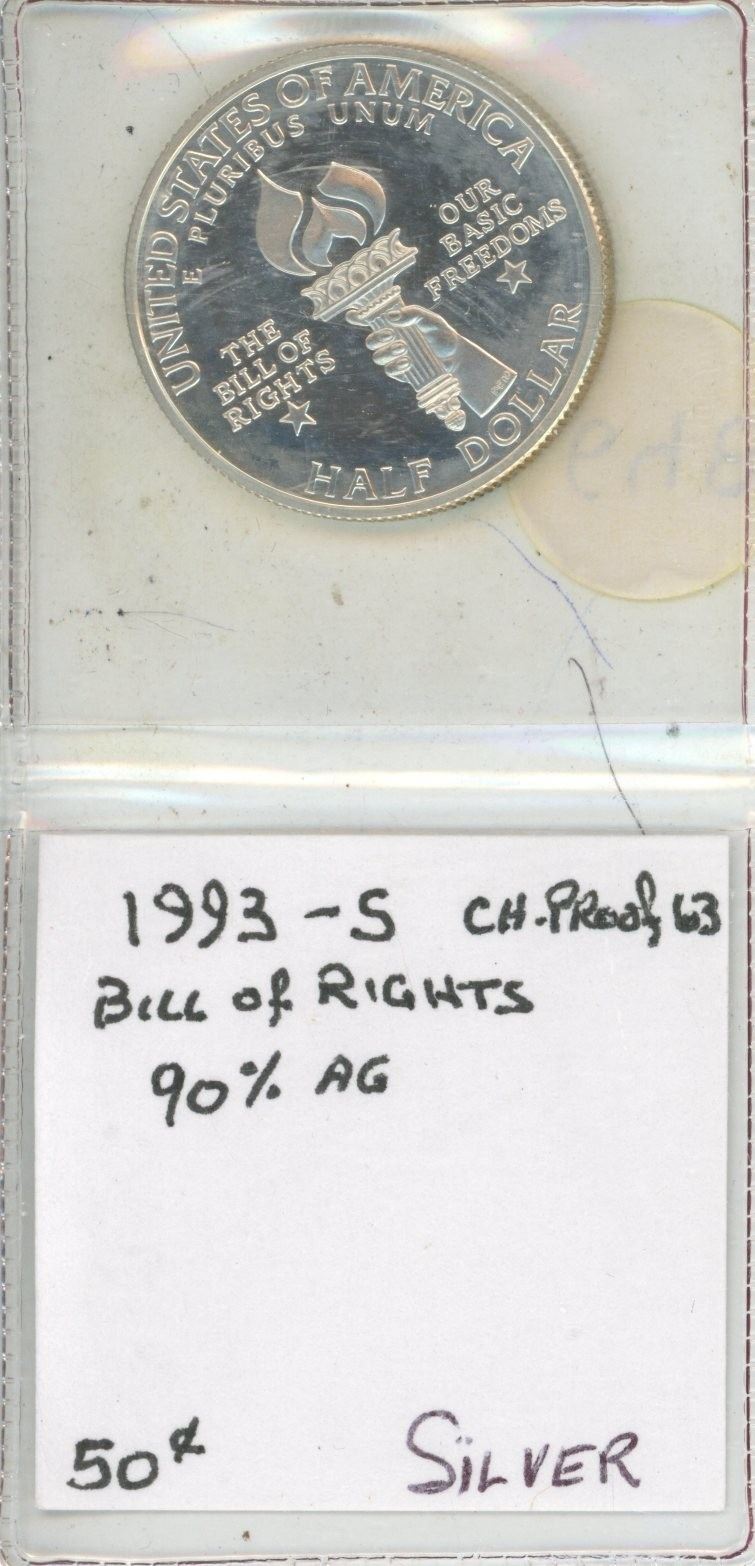 UNITED STATES OF AMERICA
E PLURIBUS UNUM
OUR
BASIC
FREEDOMS
THE
BILL OF
RIGHTS
HALF DOLLAR
1993-S CH. PROOF 63
BILL of RIGHTS
90% AG
50¢ SILVER